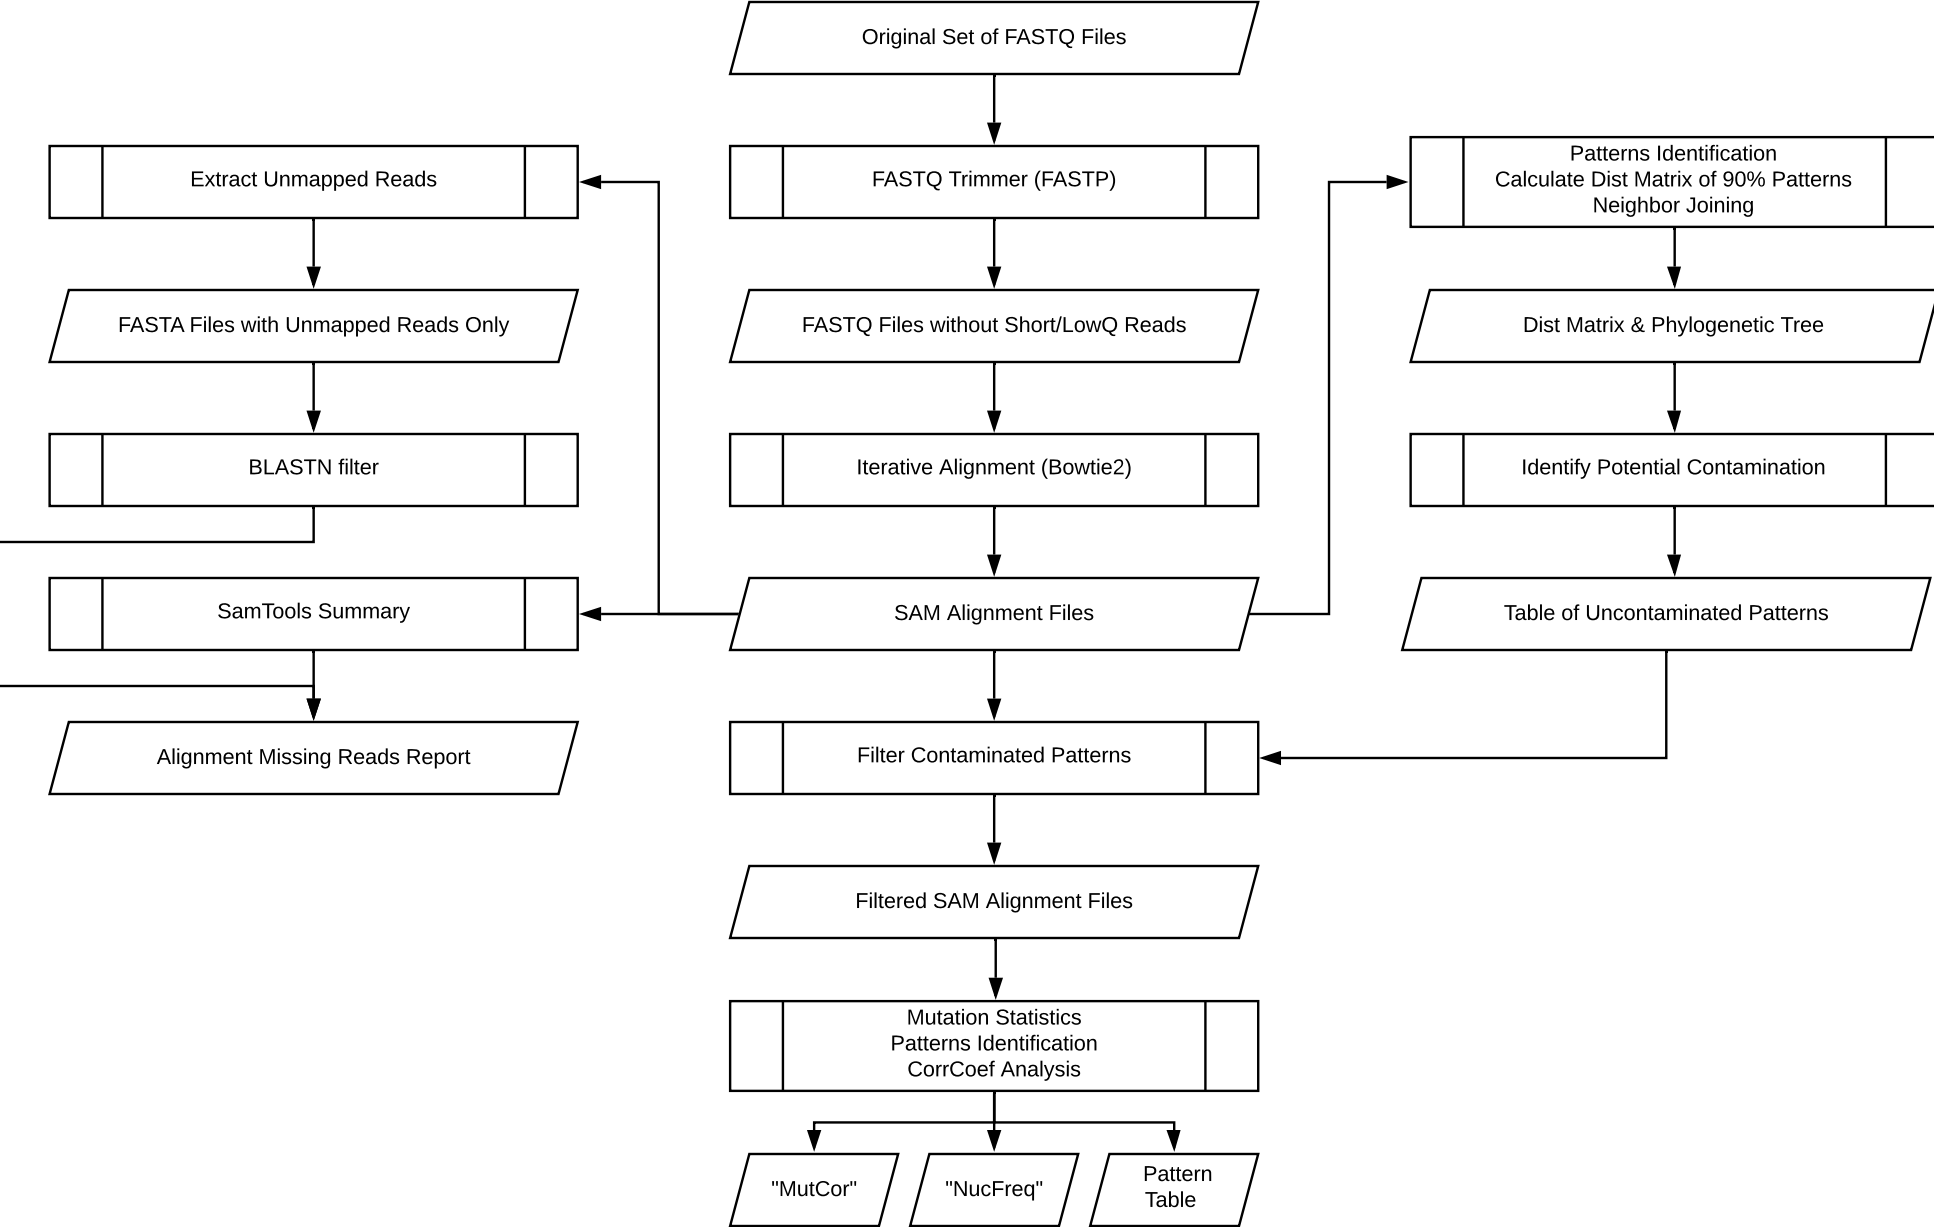 Original Set of FASTQ Files
Extract Unmapped Reads
FASTQ Trimmer (FASTP)
Patterns Identification
Calculate Dist Matrix of 90% Patterns
Neighbor Joining
FASTA Files with Unmapped Reads Only
FASTQ Files without Short/LowQ Reads
Dist Matrix & Phylogenetic Tree
BLASTN filter
Iterative Alignment (Bowtie2)
Identify Potential Contamination
SamTools Summary
SAM Alignment Files
Table of Uncontaminated Patterns
Alignment Missing Reads Report
Filter Contaminated Patterns
Filtered SAM Alignment Files
Mutation Statistics
Patterns Identification
CorrCoef Analysis
"MutCor"
"NucFreq"
Pattern
Table